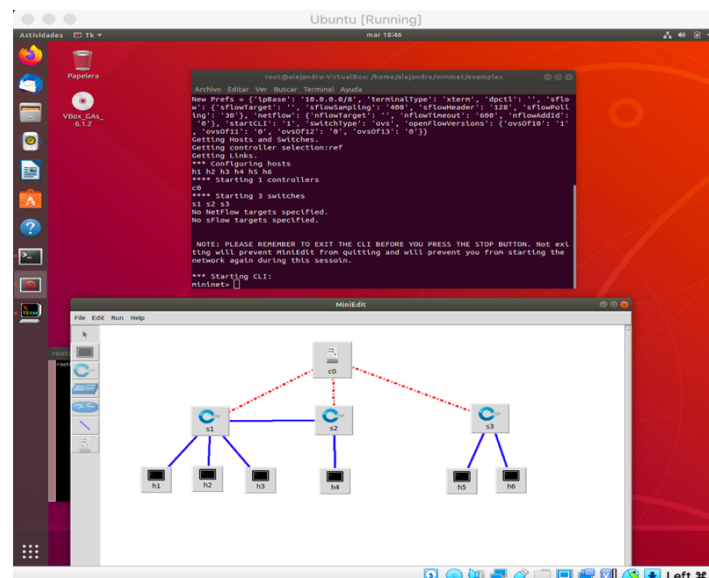 Ubuntu [Running]
Actividades
Tk
mar 18:46
Papelera
VBox_GAs_
6.1.2
root@alejandro-VirtualBox: /home/alejandro/mininet/examples
Archivo Editar Ver Buscar Terminal Ayuda
New Prefs = {'ipBase': '10.0.0.0/8', 'terminalType': 'xterm', 'dpctl': '', 'sflo
w': {'sflowTarget': '', 'sflowSampling': '400', 'sflowHeader': '128', 'sflowPoll
ing': '30'}, 'netflow': {'nflowTarget': '', 'nflowTimeout': '600', 'nflowAddId':
 '0'}, 'startCLI': '1', 'switchType': 'ovs', 'openFlowVersions': {'ovsOf10': '1'
, 'ovsOf11': '0', 'ovsOf12': '0', 'ovsOf13': '0'}}
Getting Hosts and Switches.
Getting controller selection:ref
Getting Links.
*** Configuring hosts
h1 h2 h3 h4 h5 h6
**** Starting 1 controllers
c0
**** Starting 3 switches
s1 s2 s3
No NetFlow targets specified.
No sFlow targets specified.
NOTE: PLEASE REMEMBER TO EXIT THE CLI BEFORE YOU PRESS THE STOP BUTTON. Not exi
ting will prevent MiniEdit from quitting and will prevent you from starting the
network again during this sessoin.
*** Starting CLI:
mininet>
MiniEdit
File Edit Run Help
root
c0
s1
s2
s3
h1
h2
h3
h4
h5
h6
Left ⌘